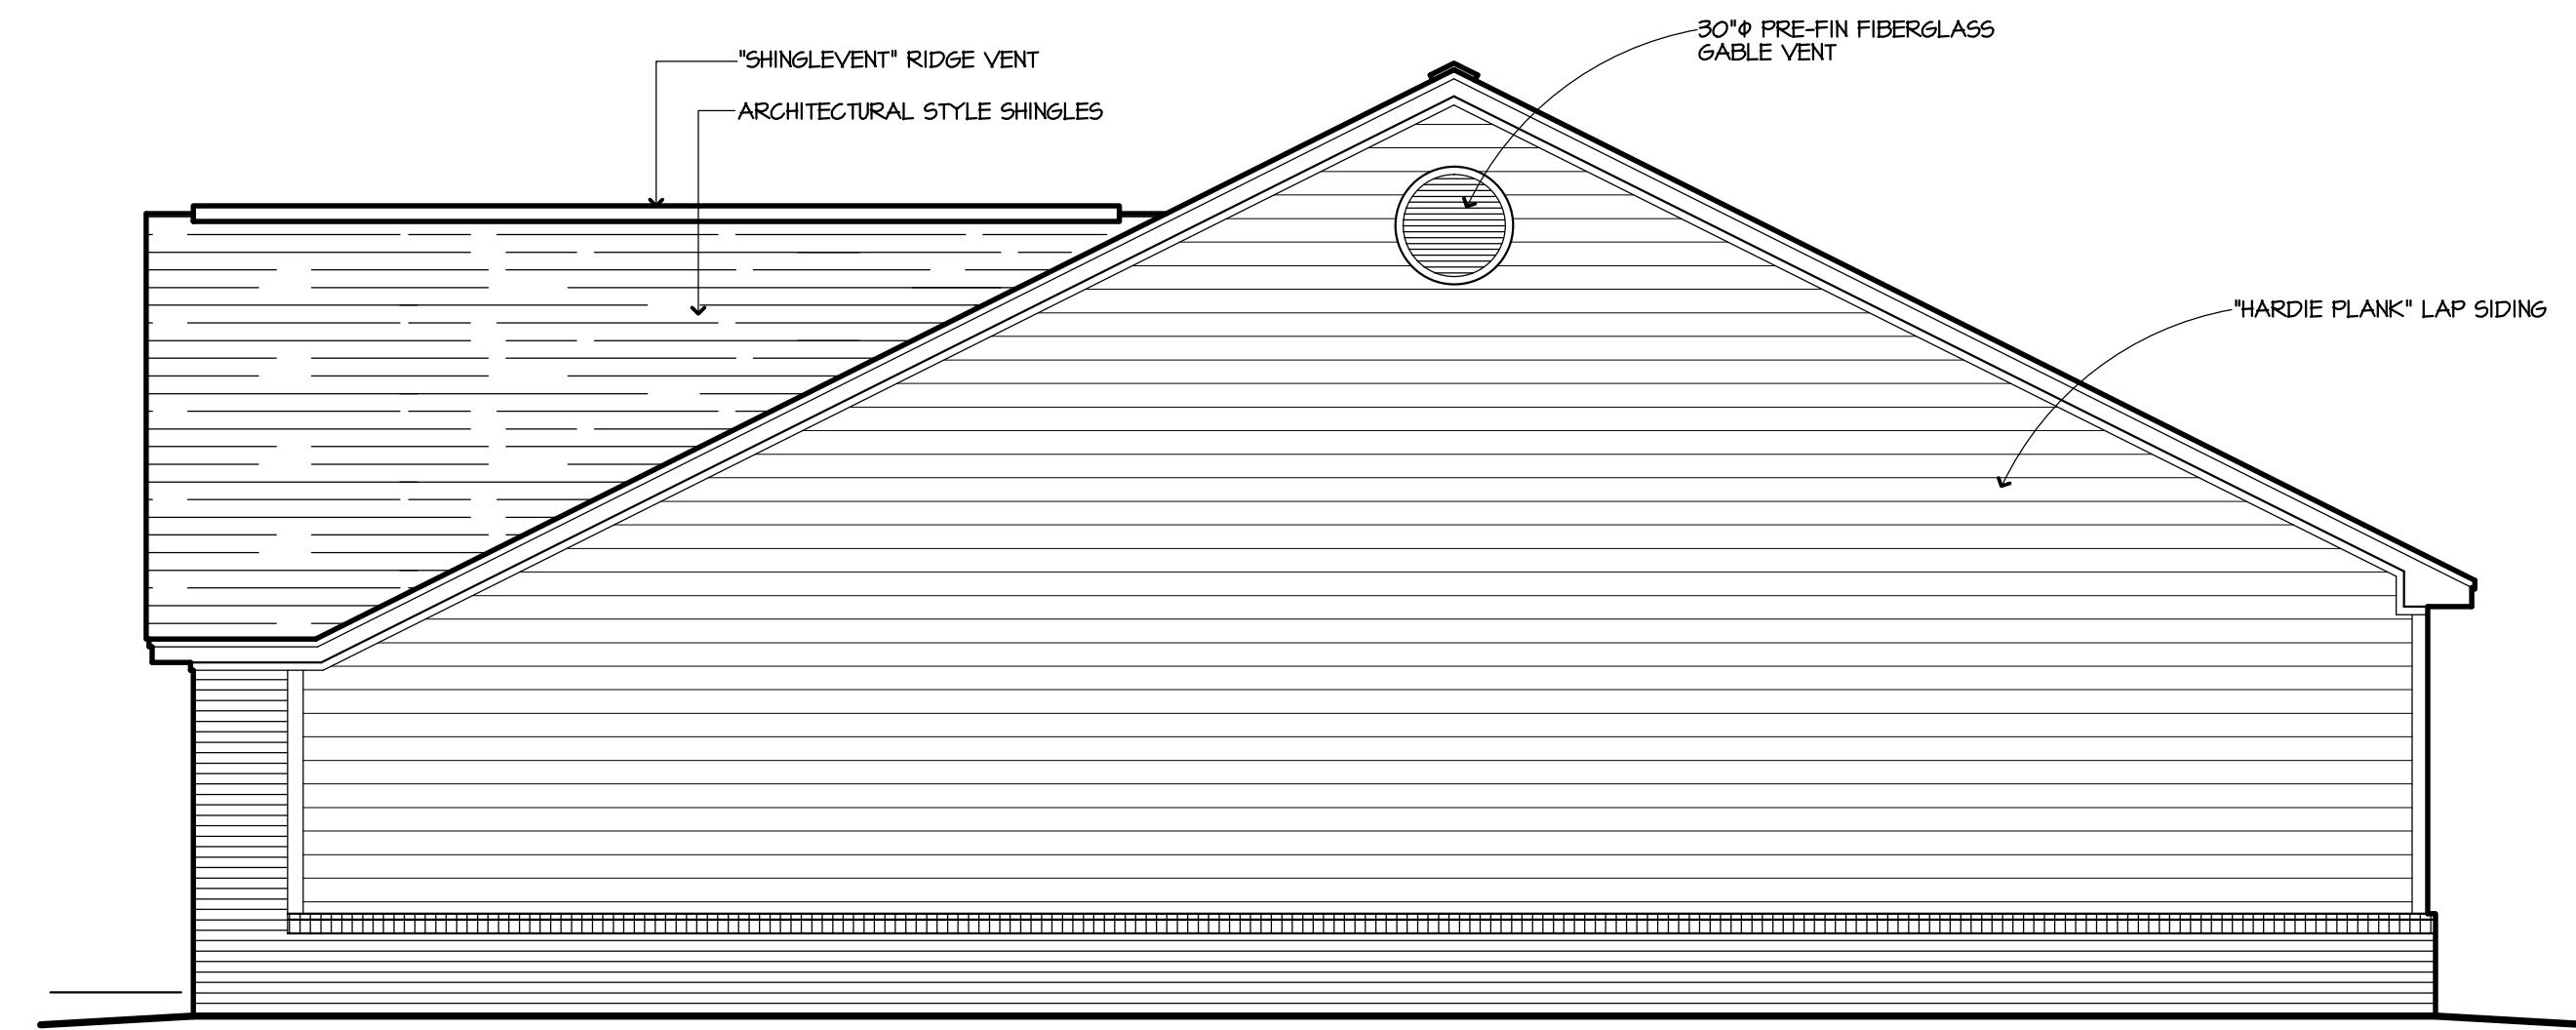 30"Φ PRE-FIN FIBERGLASS
GABLE VENT
"SHINGLEVENT" RIDGE VENT
ARCHITECTURAL STYLE SHINGLES
"HARDIE PLANK" LAP SIDING